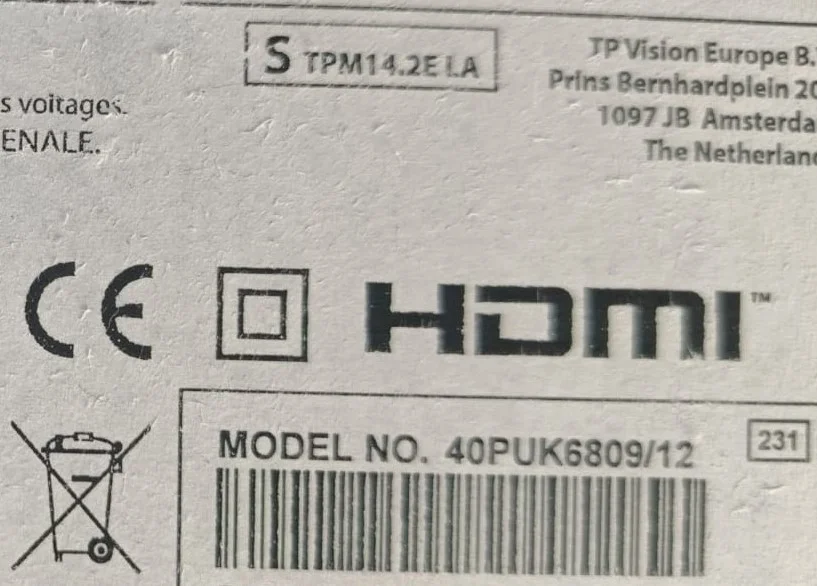 S TPM14.2E LA
TP Vision Europe B.
Prins Bernhardplein 20
1097 JB Amsterda
The Netherlan
s voltages.
ENALE.
CE
HDMI™
MODEL NO. 40PUK6809/12
231